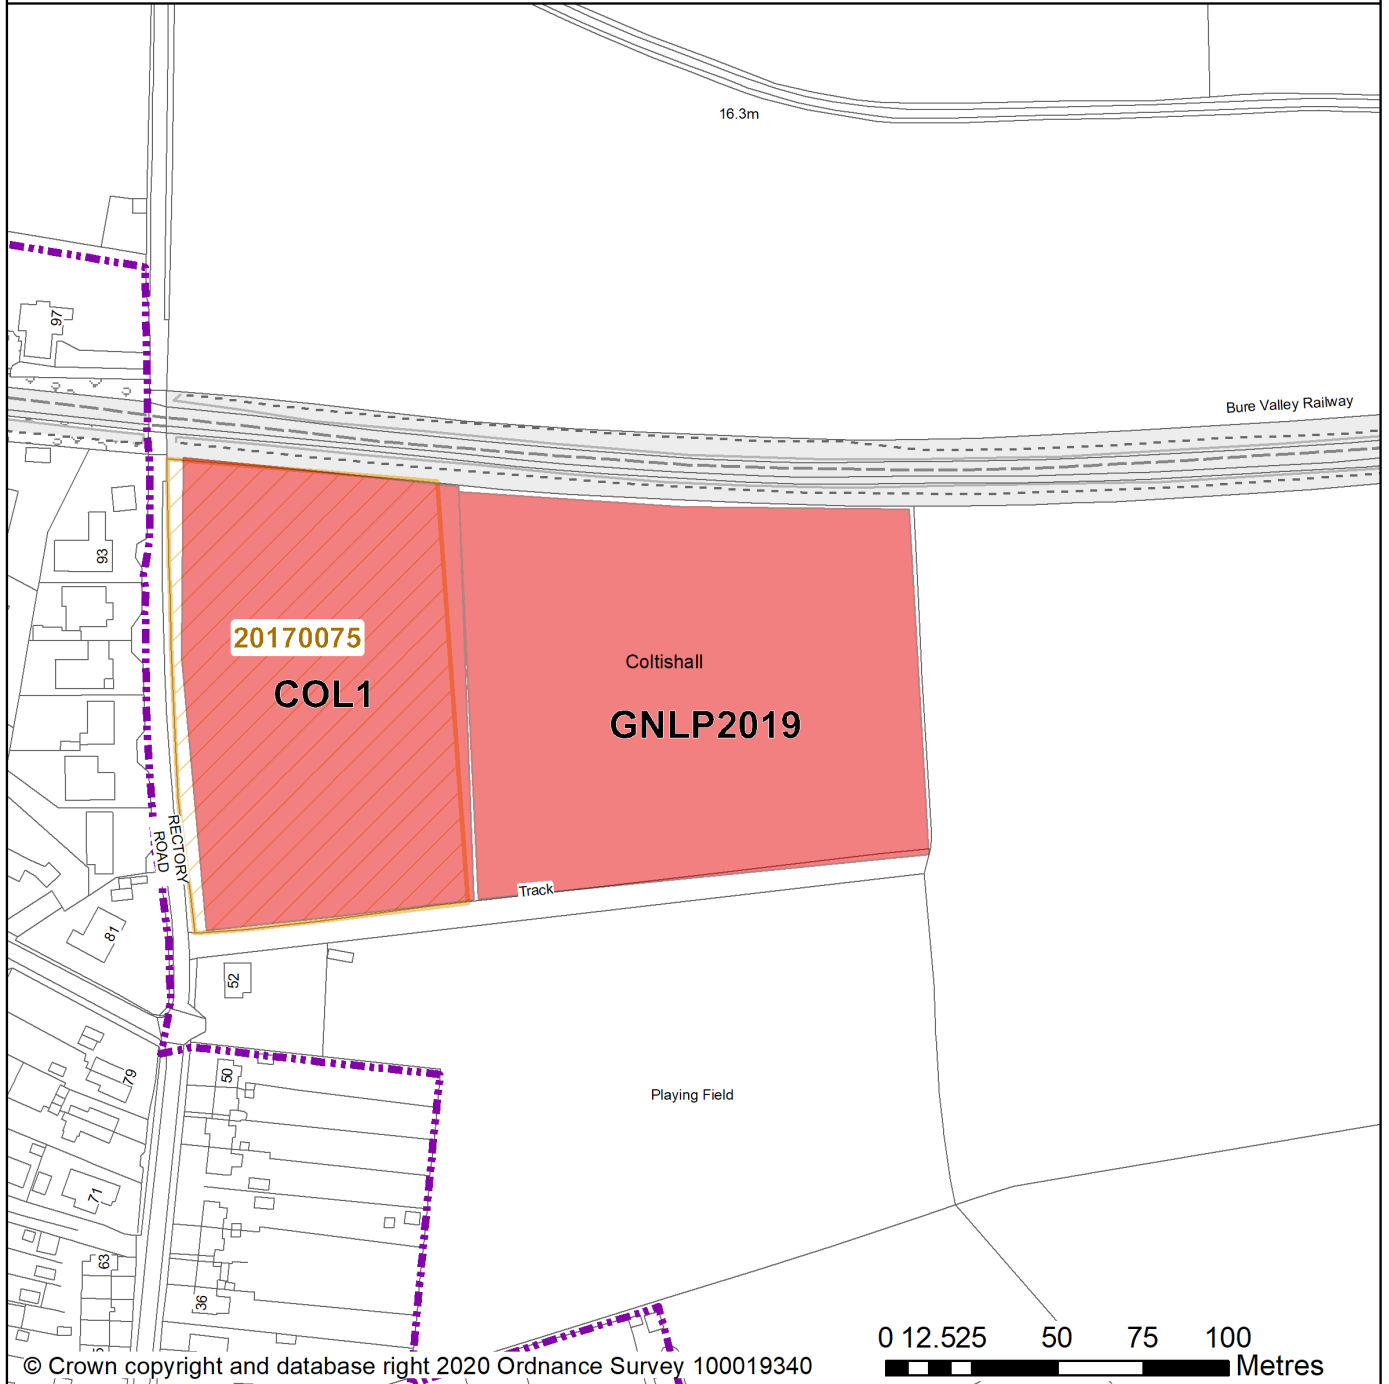 16.3m
97
Bure Valley Railway
93
20170075
COL1
Coltishall
GNLP2019
RECTORY
ROAD
Track
81
52
Playing Field
50
79
71
63
36
0 12.525 50 75 100
Metres
© Crown copyright and database right 2020 Ordnance Survey 100019340